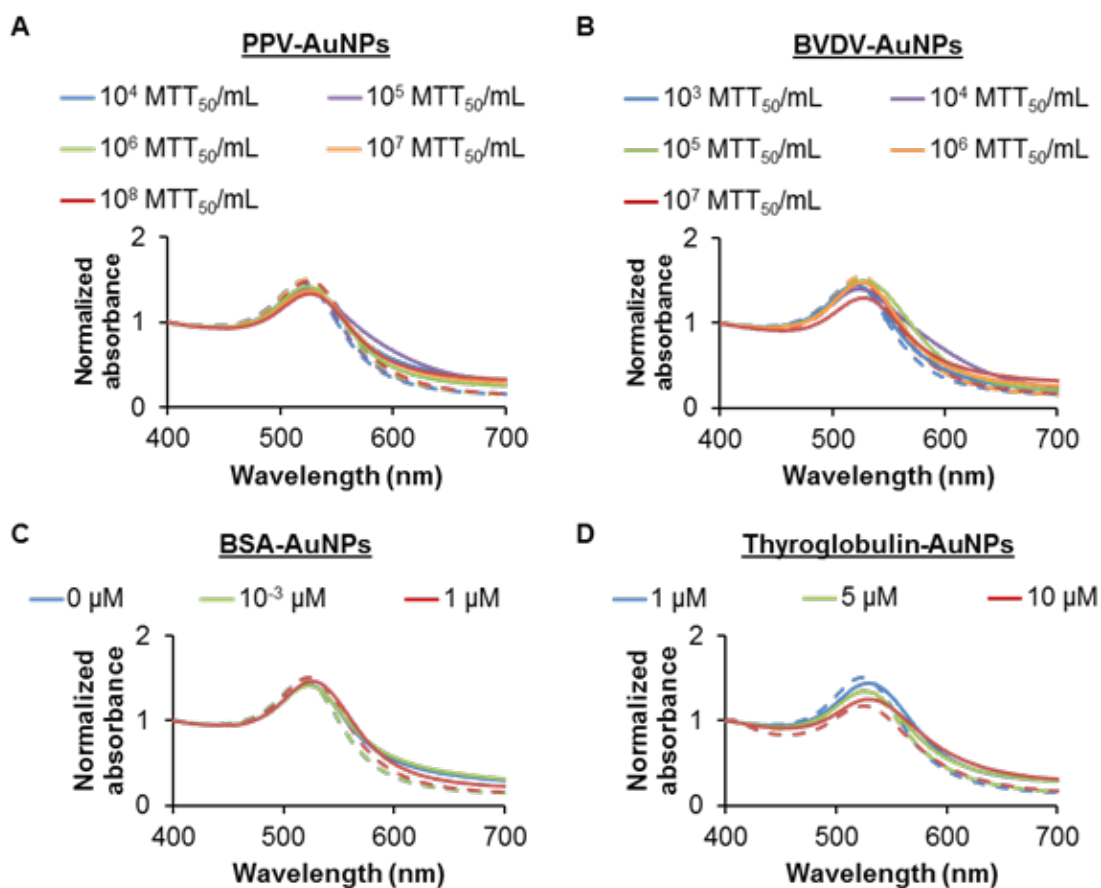 A
PPV-AuNPs
10⁴ MTT₅₀/mL
10⁵ MTT₅₀/mL
10⁶ MTT₅₀/mL
10⁷ MTT₅₀/mL
10⁸ MTT₅₀/mL
Normalized
absorbance
2
1
0
400 500 600 700
Wavelength (nm)
B
BVDV-AuNPs
10³ MTT₅₀/mL
10⁴ MTT₅₀/mL
10⁵ MTT₅₀/mL
10⁶ MTT₅₀/mL
10⁷ MTT₅₀/mL
Normalized
absorbance
2
1
0
400 500 600 700
Wavelength (nm)
C
BSA-AuNPs
0 µM 10⁻³ µM 1 µM
Normalized
absorbance
2
1
0
400 500 600 700
Wavelength (nm)
D
Thyroglobulin-AuNPs
1 µM 5 µM 10 µM
Normalized
absorbance
2
1
0
400 500 600 700
Wavelength (nm)